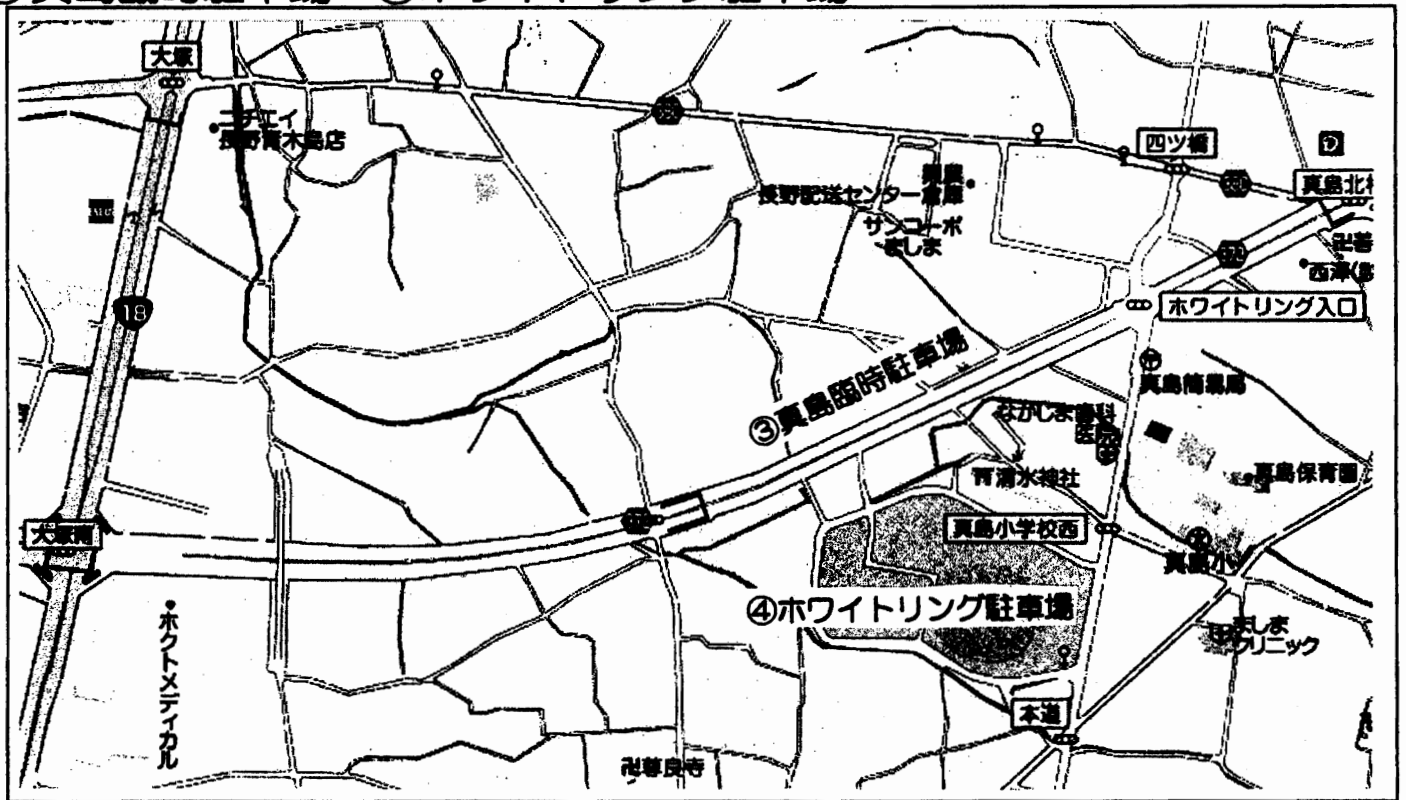 大塚
ニチエイ
長野青木島店
四ツ橋
真島北
長野配送センター倉庫
サンコーポ
ましま
西澤
18
ホワイトリング入口
③真島臨時駐車場
真島簡易局
ながじま歯科
医院
清水神社
真島保育園
大塚南
真島小学校西
真島小
④ホワイトリング駐車場
ましま
クリニック
ホクトメディカル
本道
卍尊良寺